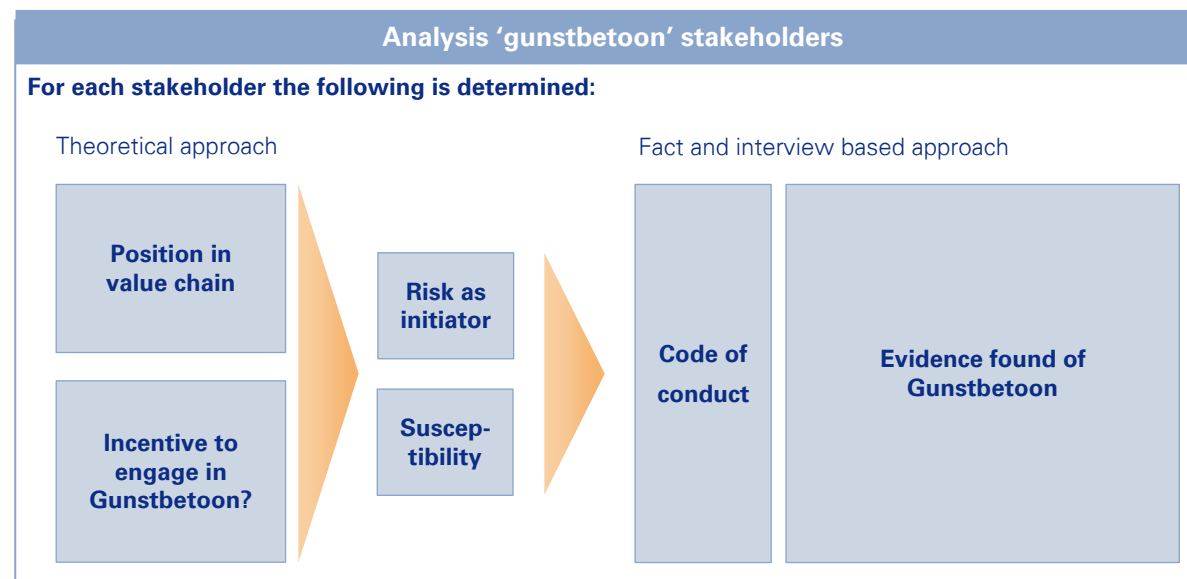 Analysis ‘gunstbetoon’ stakeholders
For each stakeholder the following is determined:
Theoretical approach
Position in
value chain
Incentive to
engage in
Gunstbetoon?
Risk as
initiator
Suscep-
tibility
Fact and interview based approach
Code of
conduct
Evidence found of
Gunstbetoon